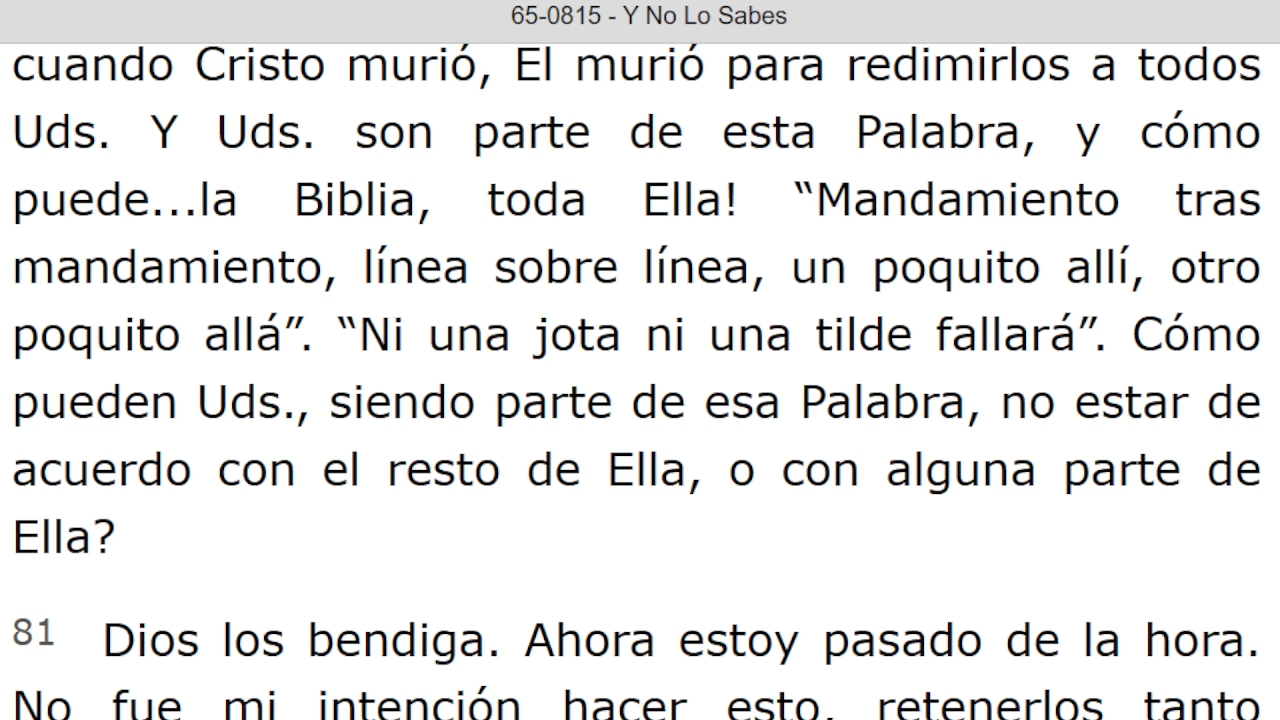 65-0815 - Y No Lo Sabes
cuando Cristo murió, El murió para redimirlos a todos
Uds. Y Uds. son parte de esta Palabra, y cómo
puede...la Biblia, toda Ella! “Mandamiento tras
mandamiento, línea sobre línea, un poquito allí, otro
poquito allá”. “Ni una jota ni una tilde fallará”. Cómo
pueden Uds., siendo parte de esa Palabra, no estar de
acuerdo con el resto de Ella, o con alguna parte de
Ella?
81 Dios los bendiga. Ahora estoy pasado de la hora.
No fue mi intención hacer esto, retenerlos tanto